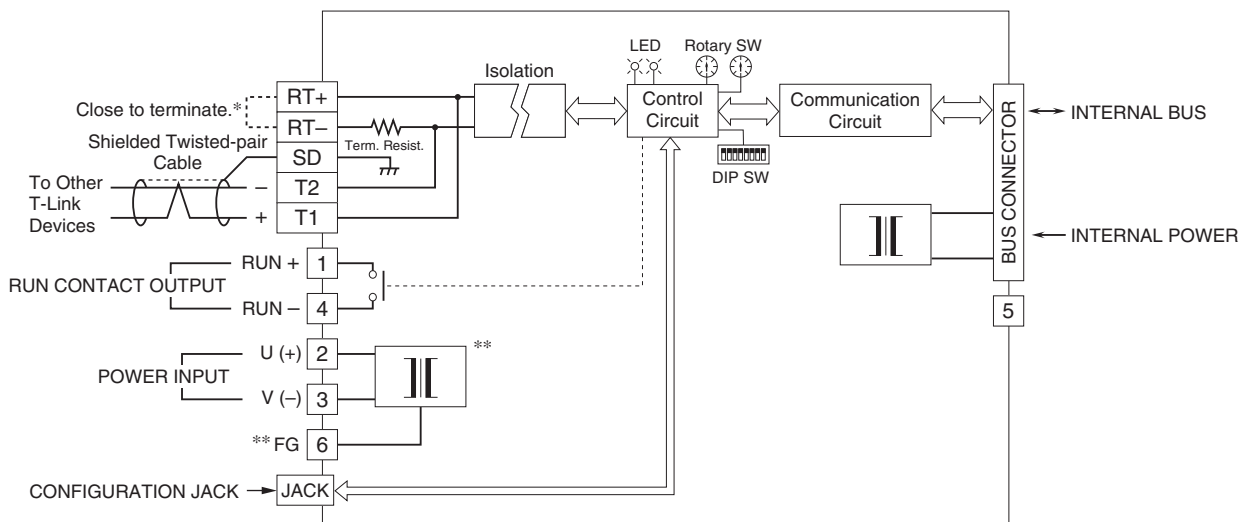 LED
Rotary SW
Isolation
RT+
Close to terminate.*
Control
Circuit
Communication
Circuit
BUS CONNECTOR
INTERNAL BUS
RT–
Term. Resist.
Shielded Twisted-pair
Cable
SD
DIP SW
To Other
T-Link
Devices
– T2
+ T1
INTERNAL POWER
RUN + 1
RUN CONTACT OUTPUT
RUN – 4
5
U (+) 2
**
POWER INPUT
V (–) 3
** FG 6
CONFIGURATION JACK
JACK